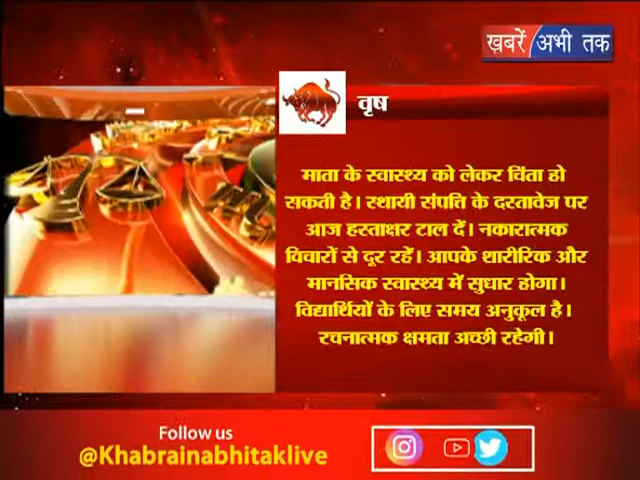 ख़बरें अभी तक
वृष
माता के स्वास्थ्य को लेकर चिंता हो
सकती है। स्थायी संपत्ति के दस्तावेज पर
आज हस्ताक्षर टाल दें। नकारात्मक
विचारों से दूर रहें। आपके शारीरिक और
मानसिक स्वास्थ्य में सुधार होगा।
विद्यार्थियों के लिए समय अनुकूल है।
रचनात्मक क्षमता अच्छी रहेगी।
Follow us
@Khabrainabhitaklive